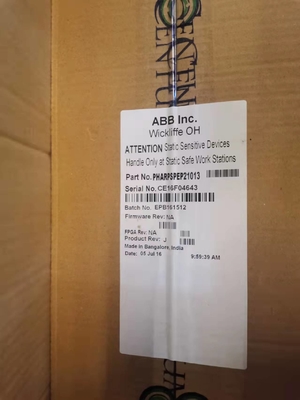 ABB Inc.
Wickliffe OH
ATTENTION Static Sensitive Devices
Handle Only at Static Safe Work Stations
Part No. PHARPSPEP21013
Serial No. CE16F04643
Batch No. EPB161512
Firmware Rev: NA
FPGA Rev: NA
Product Rev: J
Made in Bangalore, India
Date: 08 Jul 16 9:59:39 AM